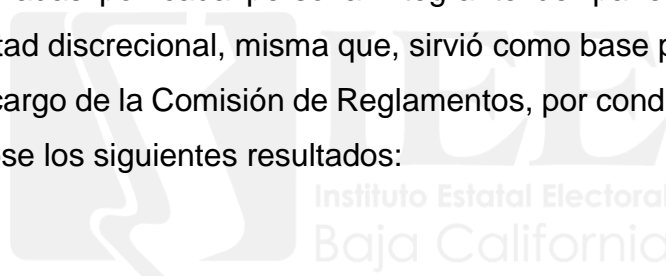 tad discrecional, misma que, sirvió como base p
cargo de la Comisión de Reglamentos, por cond
se los siguientes resultados:
IEE
Instituto Estatal Electoral
Baja California